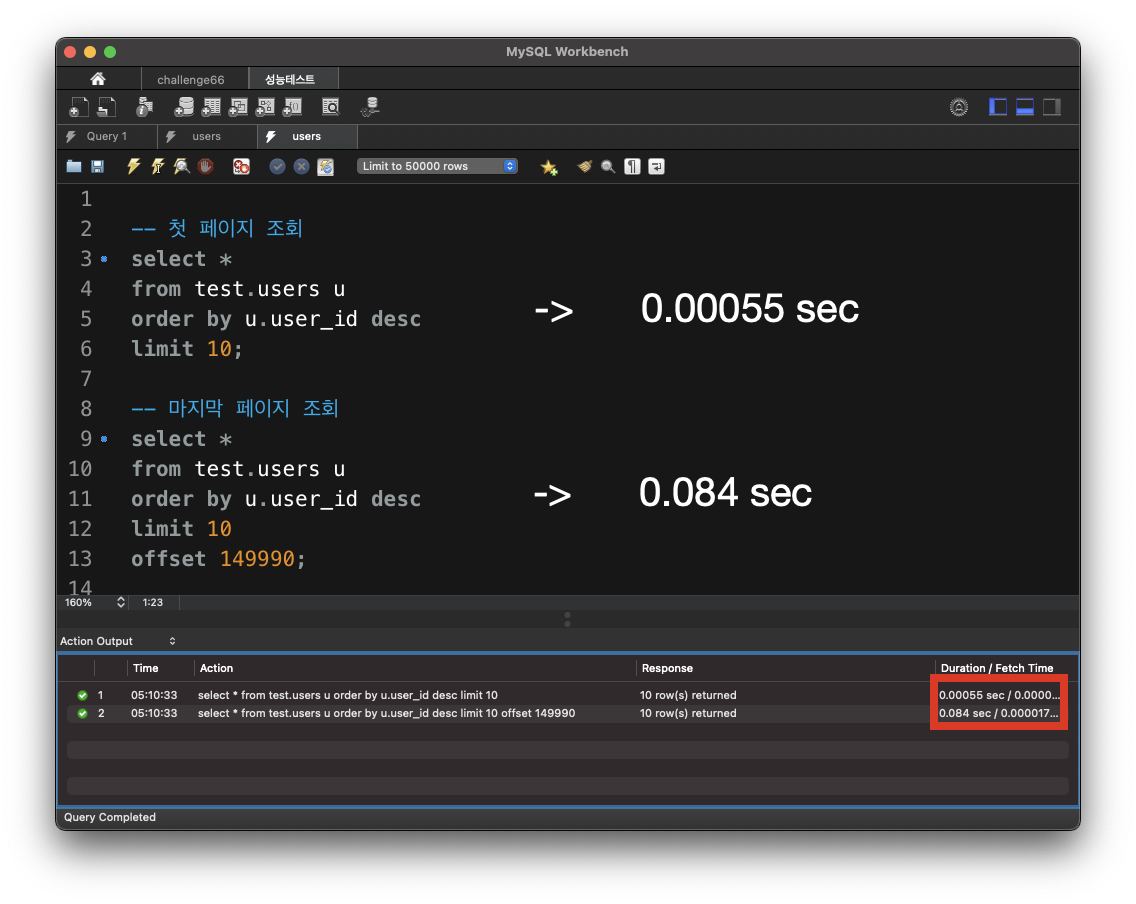 MySQL Workbench
challenge66
성능테스트
Query 1
users
users
Limit to 50000 rows
1
2 -- 첫 페이지 조회
3 select *
4 from test.users u
5 order by u.user_id desc
6 limit 10;
-> 0.00055 sec
7
8 -- 마지막 페이지 조회
9 select *
10 from test.users u
11 order by u.user_id desc
12 limit 10
13 offset 149990;
-> 0.084 sec
14
160% 1:23
Action Output
Time Action Response Duration / Fetch Time
1 05:10:33 select * from test.users u order by u.user_id desc limit 10 10 row(s) returned 0.00055 sec / 0.0000...
2 05:10:33 select * from test.users u order by u.user_id desc limit 10 offset 149990 10 row(s) returned 0.084 sec / 0.000017...
Query Completed